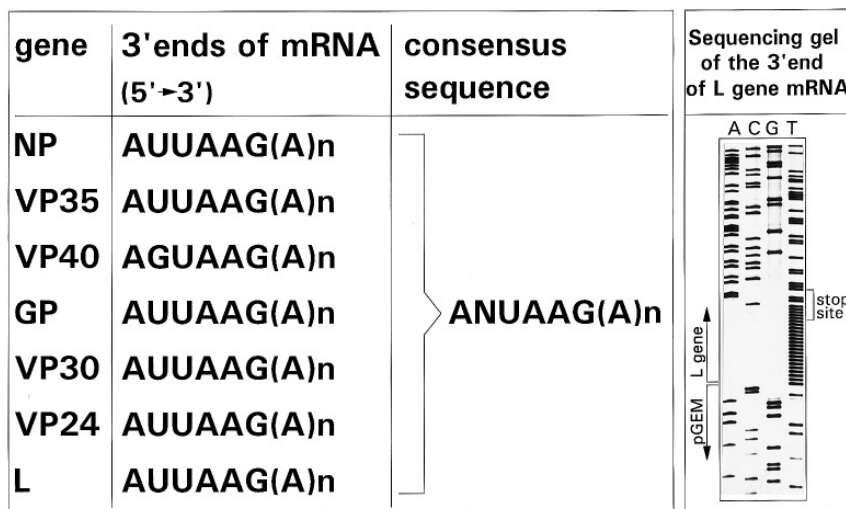 gene 3'ends of mRNA consensus
(5'→3') sequence
NP AUUAAG(A)n
VP35 AUUAAG(A)n
VP40 AGUAAG(A)n
GP AUUAAG(A)n ANUAAG(A)n
VP30 AUUAAG(A)n
VP24 AUUAAG(A)n
L AUUAAG(A)n
Sequencing gel
of the 3'end
of L gene mRNA
A C G T
stop
site
L gene
pGEM